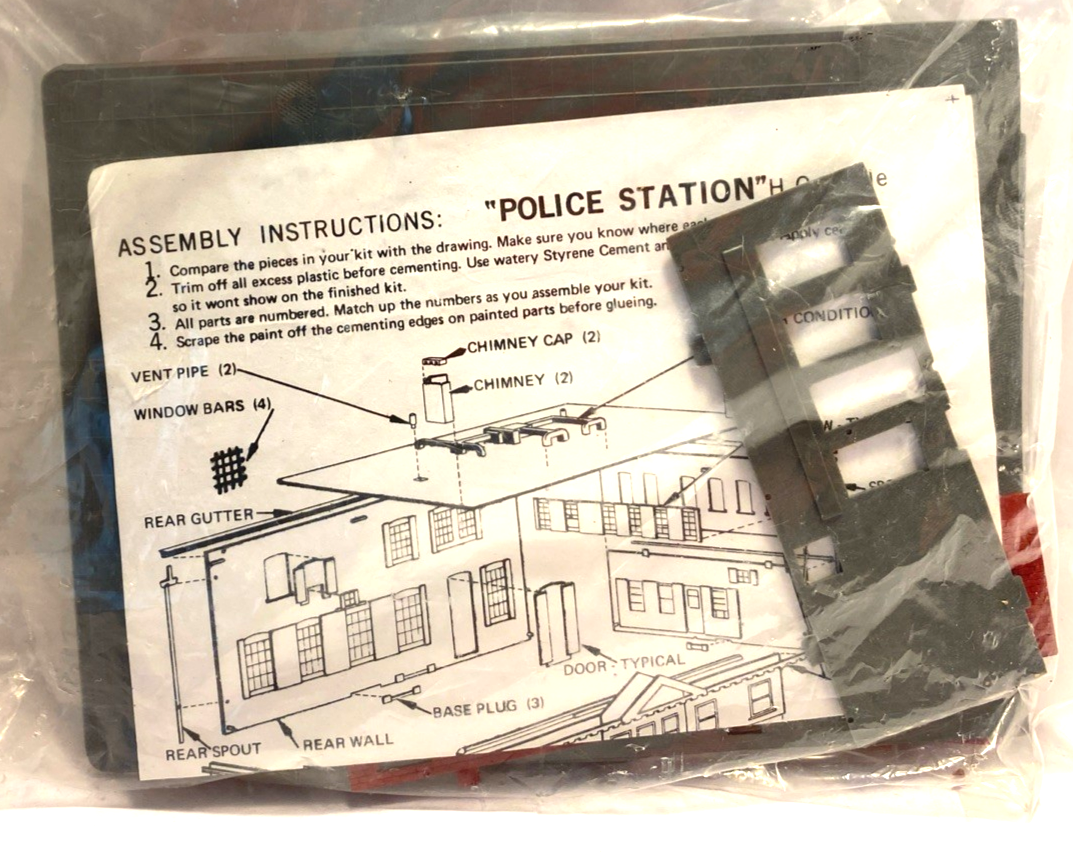 ASSEMBLY INSTRUCTIONS: "POLICE STATION" H
1. Compare the pieces in your kit with the drawing. Make sure you know where
2. Trim off all excess plastic before cementing. Use watery Styrene Cement
so it wont show on the finished kit.
3. All parts are numbered. Match up the numbers as you assemble your kit.
4. Scrape the paint off the cementing edges on painted parts before glueing.
CONDITION
CHIMNEY CAP (2)
VENT PIPE (2)
CHIMNEY (2)
WINDOW BARS (4)
REAR GUTTER
DOOR - TYPICAL
BASE PLUG (3)
REAR SPOUT
REAR WALL